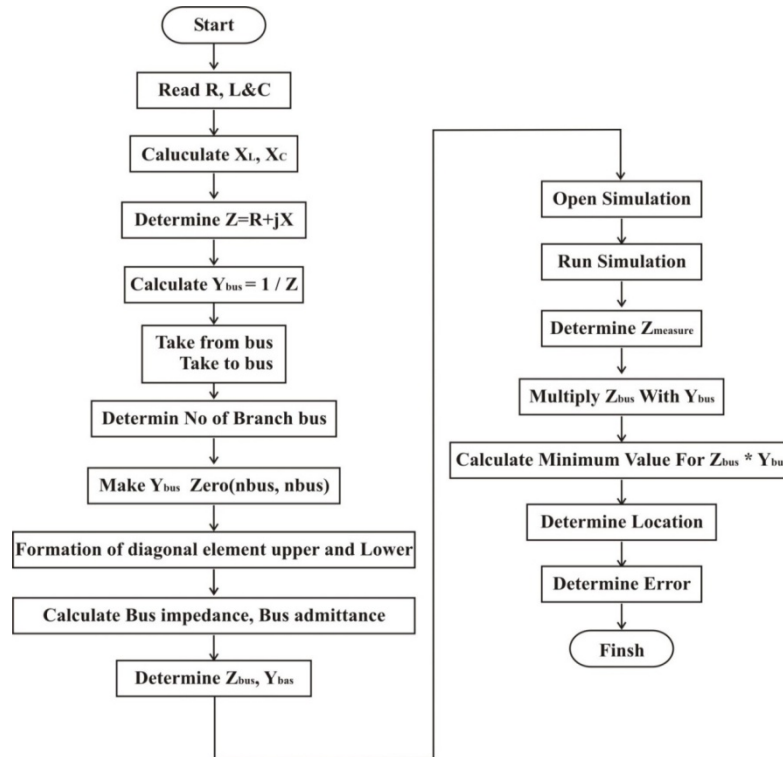 Start
Read R, L&C
Caluculate XL, XC
Determine Z=R+jX
Calculate Ybus = 1 / Z
Take from bus
Take to bus
Determin No of Branch bus
Make Ybus Zero(nbus, nbus)
Formation of diagonal element upper and Lower
Calculate Bus impedance, Bus admittance
Determine Zbus, Ybas
Open Simulation
Run Simulation
Determine Zmeasure
Multiply Zbus With Ybus
Calculate Minimum Value For Zbus * Ybu
Determine Location
Determine Error
Finsh